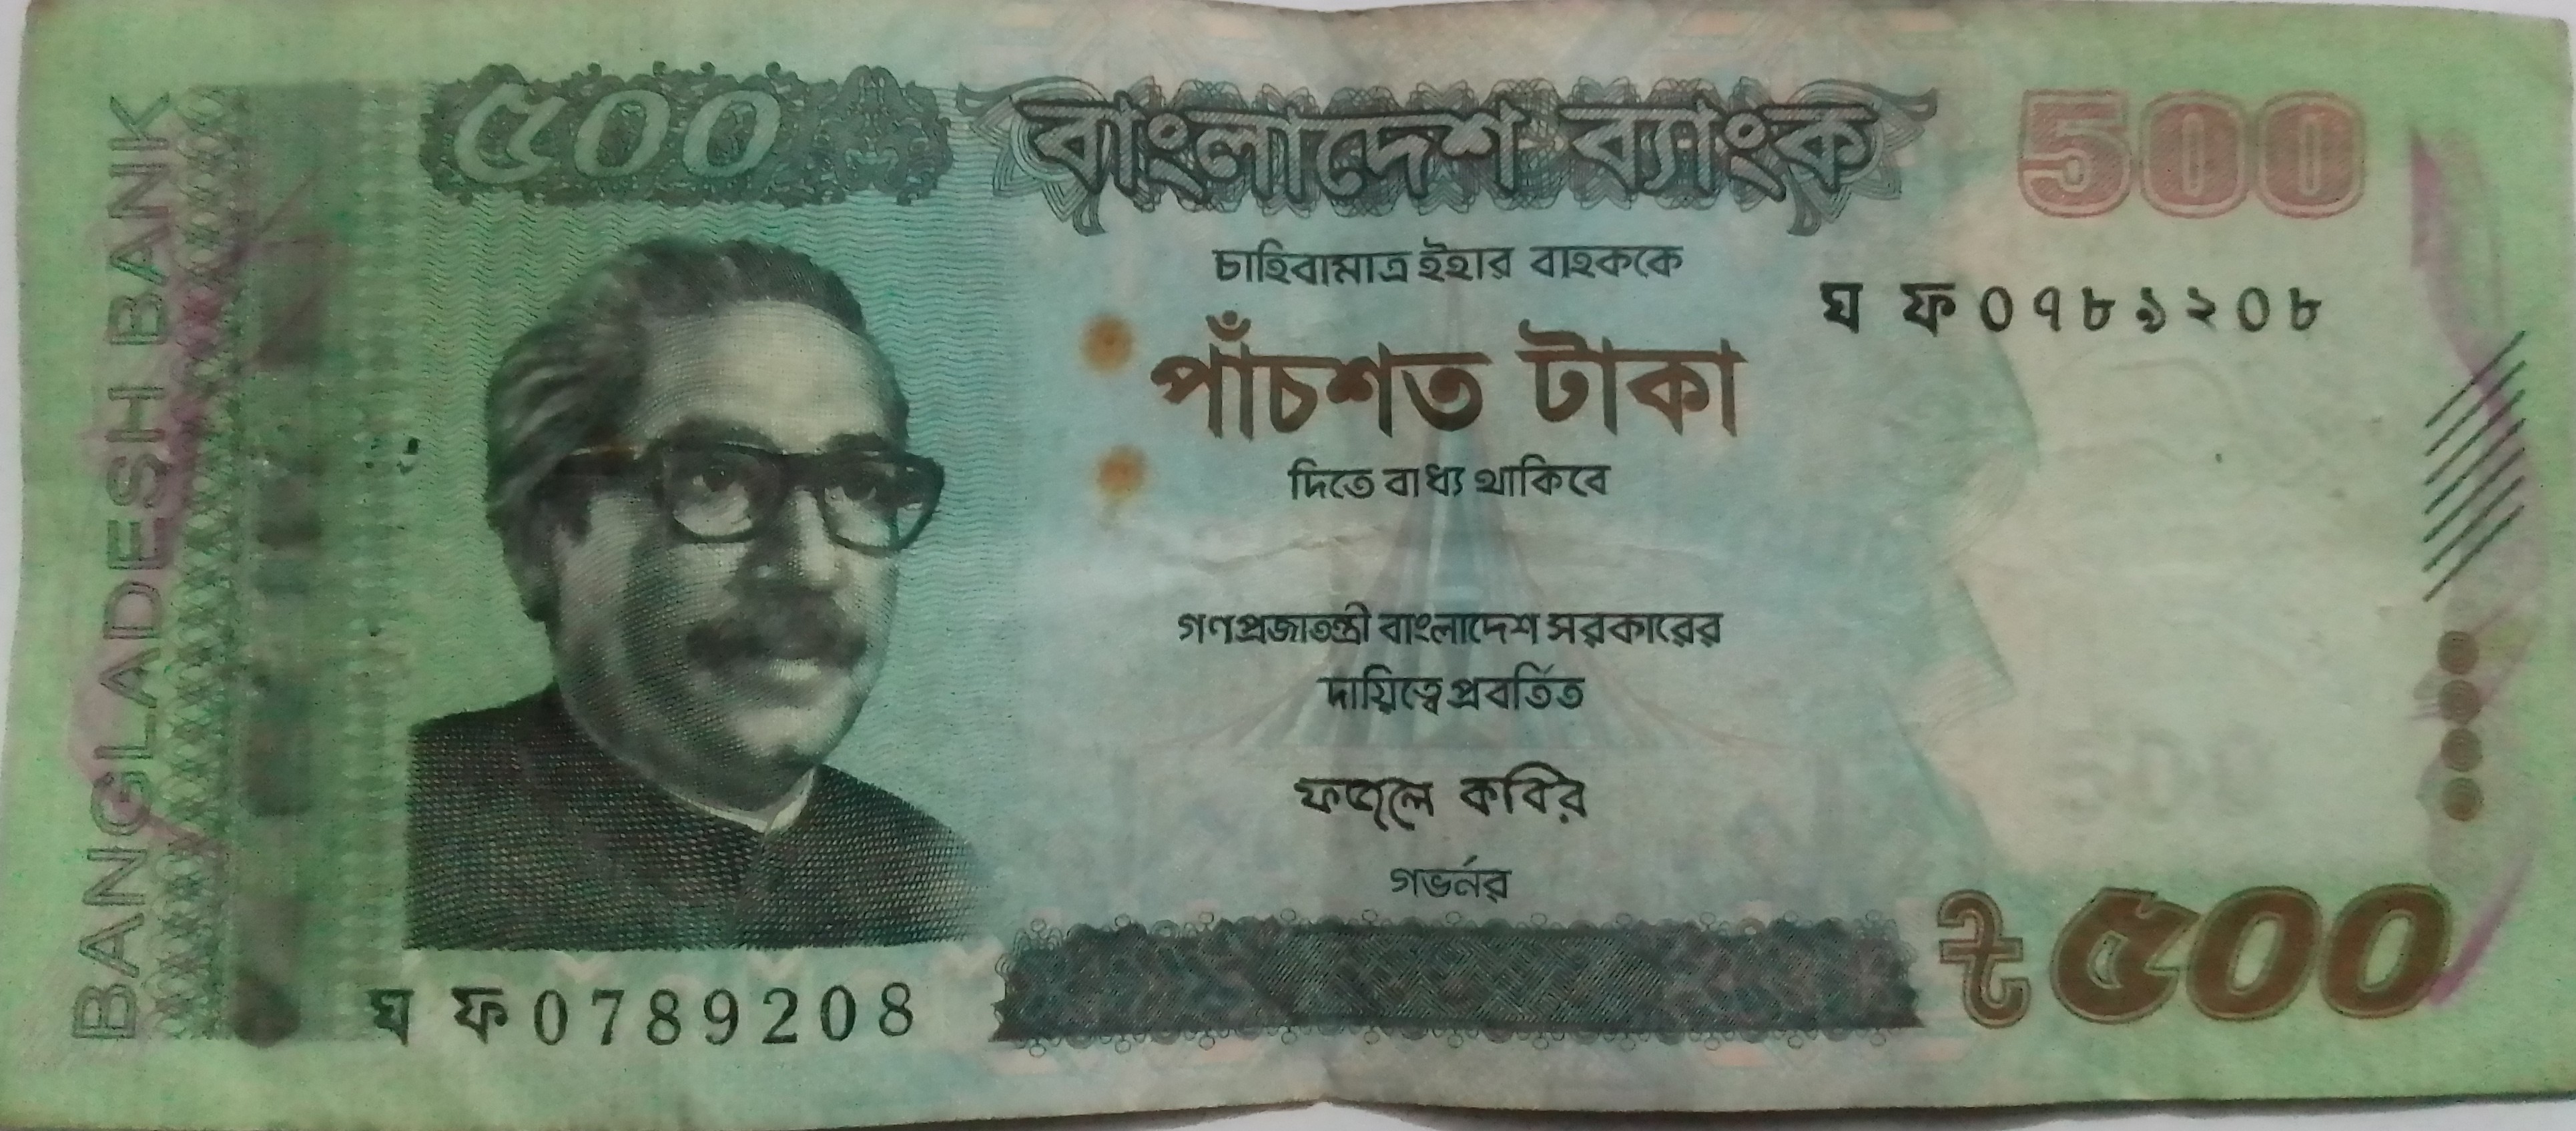 BANGLADESH BANK
৫০০
বাংলাদেশ ব্যাংক
500
চাহিবামাত্র ইহার বাহককে
ঘ ফ ০৭৮৯২০৮
পাঁচশত টাকা
দিতে বাধ্য থাকিবে
গণপ্রজাতন্ত্রী বাংলাদেশ সরকারের
দায়িত্বে প্রবর্তিত
ফজলে কবির
গভর্নর
ঘ ফ 0789208
৳ ৫০০